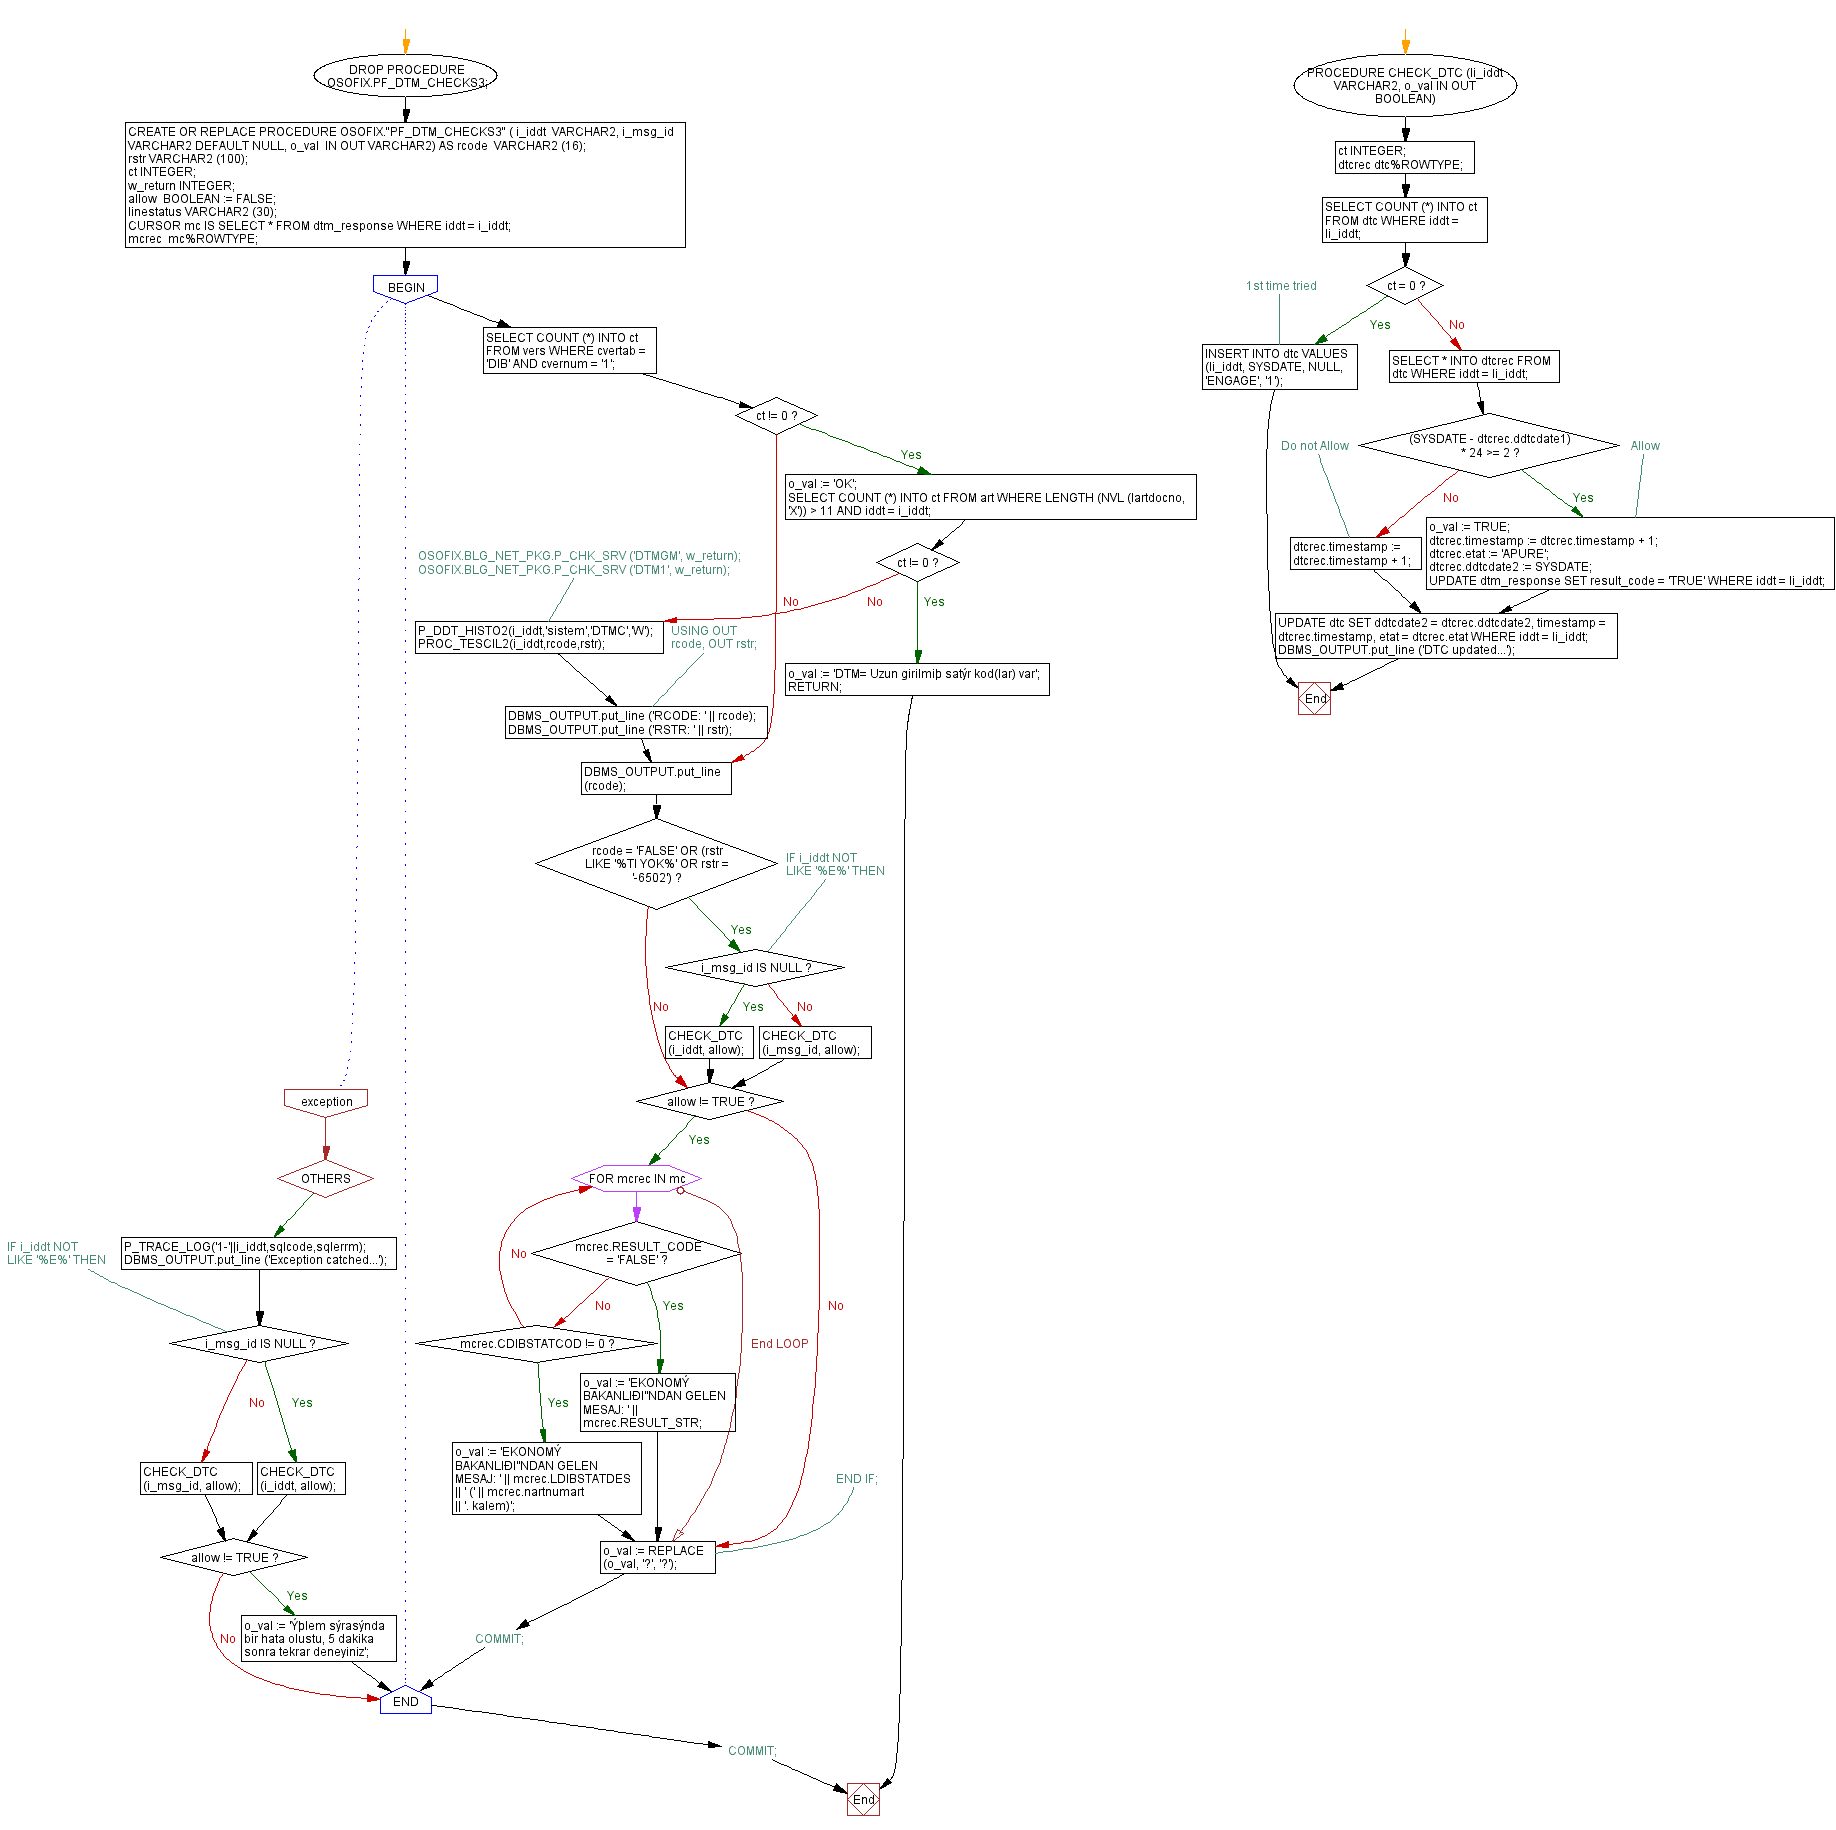 DROP PROCEDURE
OSOFIX.PF_DTM_CHECKS3;
CREATE OR REPLACE PROCEDURE OSOFIX."PF_DTM_CHECKS3" ( i_iddt  VARCHAR2, i_msg_id
VARCHAR2 DEFAULT NULL, o_val  IN OUT VARCHAR2) AS rcode  VARCHAR2 (16);
rstr VARCHAR2 (100);
ct INTEGER;
w_return INTEGER;
allow  BOOLEAN := FALSE;
linestatus VARCHAR2 (30);
CURSOR mc IS SELECT * FROM dtm_response WHERE iddt = i_iddt;
mcrec  mc%ROWTYPE;
BEGIN
SELECT COUNT (*) INTO ct
FROM vers WHERE cvertab =
'DIB' AND cvernum = '1';
ct != 0 ?
Yes
o_val := 'OK';
SELECT COUNT (*) INTO ct FROM art WHERE LENGTH (NVL (lartdocno,
'X')) > 11 AND iddt = i_iddt;
ct != 0 ?
OSOFIX.BLG_NET_PKG.P_CHK_SRV ('DTMGM', w_return);
OSOFIX.BLG_NET_PKG.P_CHK_SRV ('DTM1', w_return);
No
No
Yes
P_DDT_HISTO2(i_iddt,'sistem','DTMC','W');
PROC_TESCIL2(i_iddt,rcode,rstr);
USING OUT
rcode, OUT rstr;
o_val := 'DTM= Uzun girilmiþ satýr kod(lar) var';
RETURN;
DBMS_OUTPUT.put_line ('RCODE: ' || rcode);
DBMS_OUTPUT.put_line ('RSTR: ' || rstr);
DBMS_OUTPUT.put_line
(rcode);
rcode = 'FALSE' OR (rstr
LIKE '%TI YOK%' OR rstr =
'-6502') ?
IF i_iddt NOT
LIKE '%E%' THEN
Yes
i_msg_id IS NULL ?
No
Yes
No
CHECK_DTC
(i_iddt, allow);
CHECK_DTC
(i_msg_id, allow);
allow != TRUE ?
Yes
FOR mcrec IN mc
mcrec.RESULT_CODE
= 'FALSE' ?
No
No
Yes
No
mcrec.CDIBSTATCOD != 0 ?
End LOOP
Yes
o_val := 'EKONOMÝ
BAKANLIÐI''NDAN GELEN
MESAJ: ' ||
mcrec.RESULT_STR;
o_val := 'EKONOMÝ
BAKANLIÐI''NDAN GELEN
MESAJ: ' || mcrec.LDIBSTATDES
|| ' (' || mcrec.nartnumart
|| '. kalem)';
END IF;
o_val := REPLACE
(o_val, '?', '?');
COMMIT;
exception
OTHERS
P_TRACE_LOG('1-'||i_iddt,sqlcode,sqlerrm);
DBMS_OUTPUT.put_line ('Exception catched...');
IF i_iddt NOT
LIKE '%E%' THEN
i_msg_id IS NULL ?
No
Yes
CHECK_DTC
(i_msg_id, allow);
CHECK_DTC
(i_iddt, allow);
allow != TRUE ?
Yes
No
o_val := 'Ýþlem sýrasýnda
bir hata olustu, 5 dakika
sonra tekrar deneyiniz';
END
COMMIT;
End
PROCEDURE CHECK_DTC (li_iddt
VARCHAR2, o_val IN OUT
BOOLEAN)
ct INTEGER;
dtcrec dtc%ROWTYPE;
SELECT COUNT (*) INTO ct
FROM dtc WHERE iddt =
li_iddt;
1st time tried
ct = 0 ?
Yes
No
INSERT INTO dtc VALUES
(li_iddt, SYSDATE, NULL,
'ENGAGE', '1');
SELECT * INTO dtcrec FROM
dtc WHERE iddt = li_iddt;
Do not Allow
(SYSDATE - dtcrec.ddtcdate1)
* 24 >= 2 ?
Allow
No
Yes
dtcrec.timestamp :=
dtcrec.timestamp + 1;
o_val := TRUE;
dtcrec.timestamp := dtcrec.timestamp + 1;
dtcrec.etat := 'APURE';
dtcrec.ddtcdate2 := SYSDATE;
UPDATE dtm_response SET result_code = 'TRUE' WHERE iddt = li_iddt;
UPDATE dtc SET ddtcdate2 = dtcrec.ddtcdate2, timestamp =
dtcrec.timestamp, etat = dtcrec.etat WHERE iddt = li_iddt;
DBMS_OUTPUT.put_line ('DTC updated...');
End